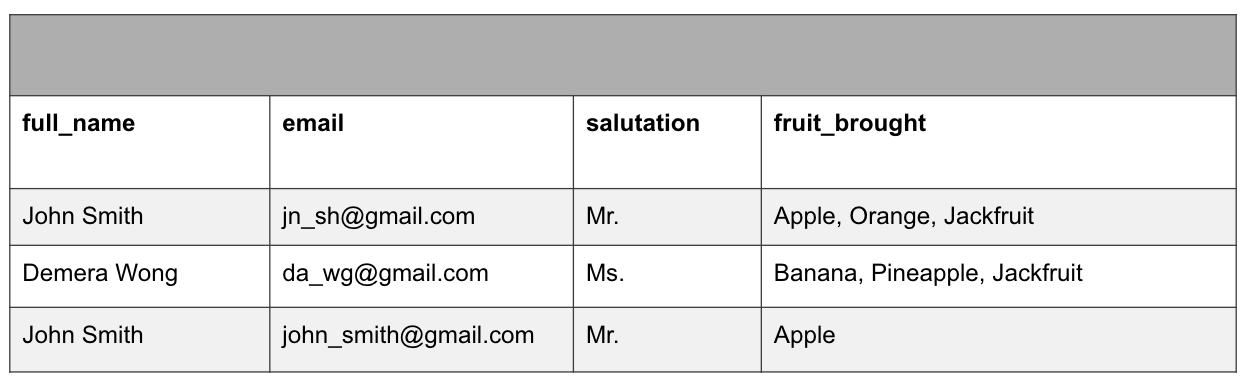 full_name email salutation fruit_brought
John Smith jn_sh@gmail.com Mr. Apple, Orange, Jackfruit
Demera Wong da_wg@gmail.com Ms. Banana, Pineapple, Jackfruit
John Smith john_smith@gmail.com Mr. Apple